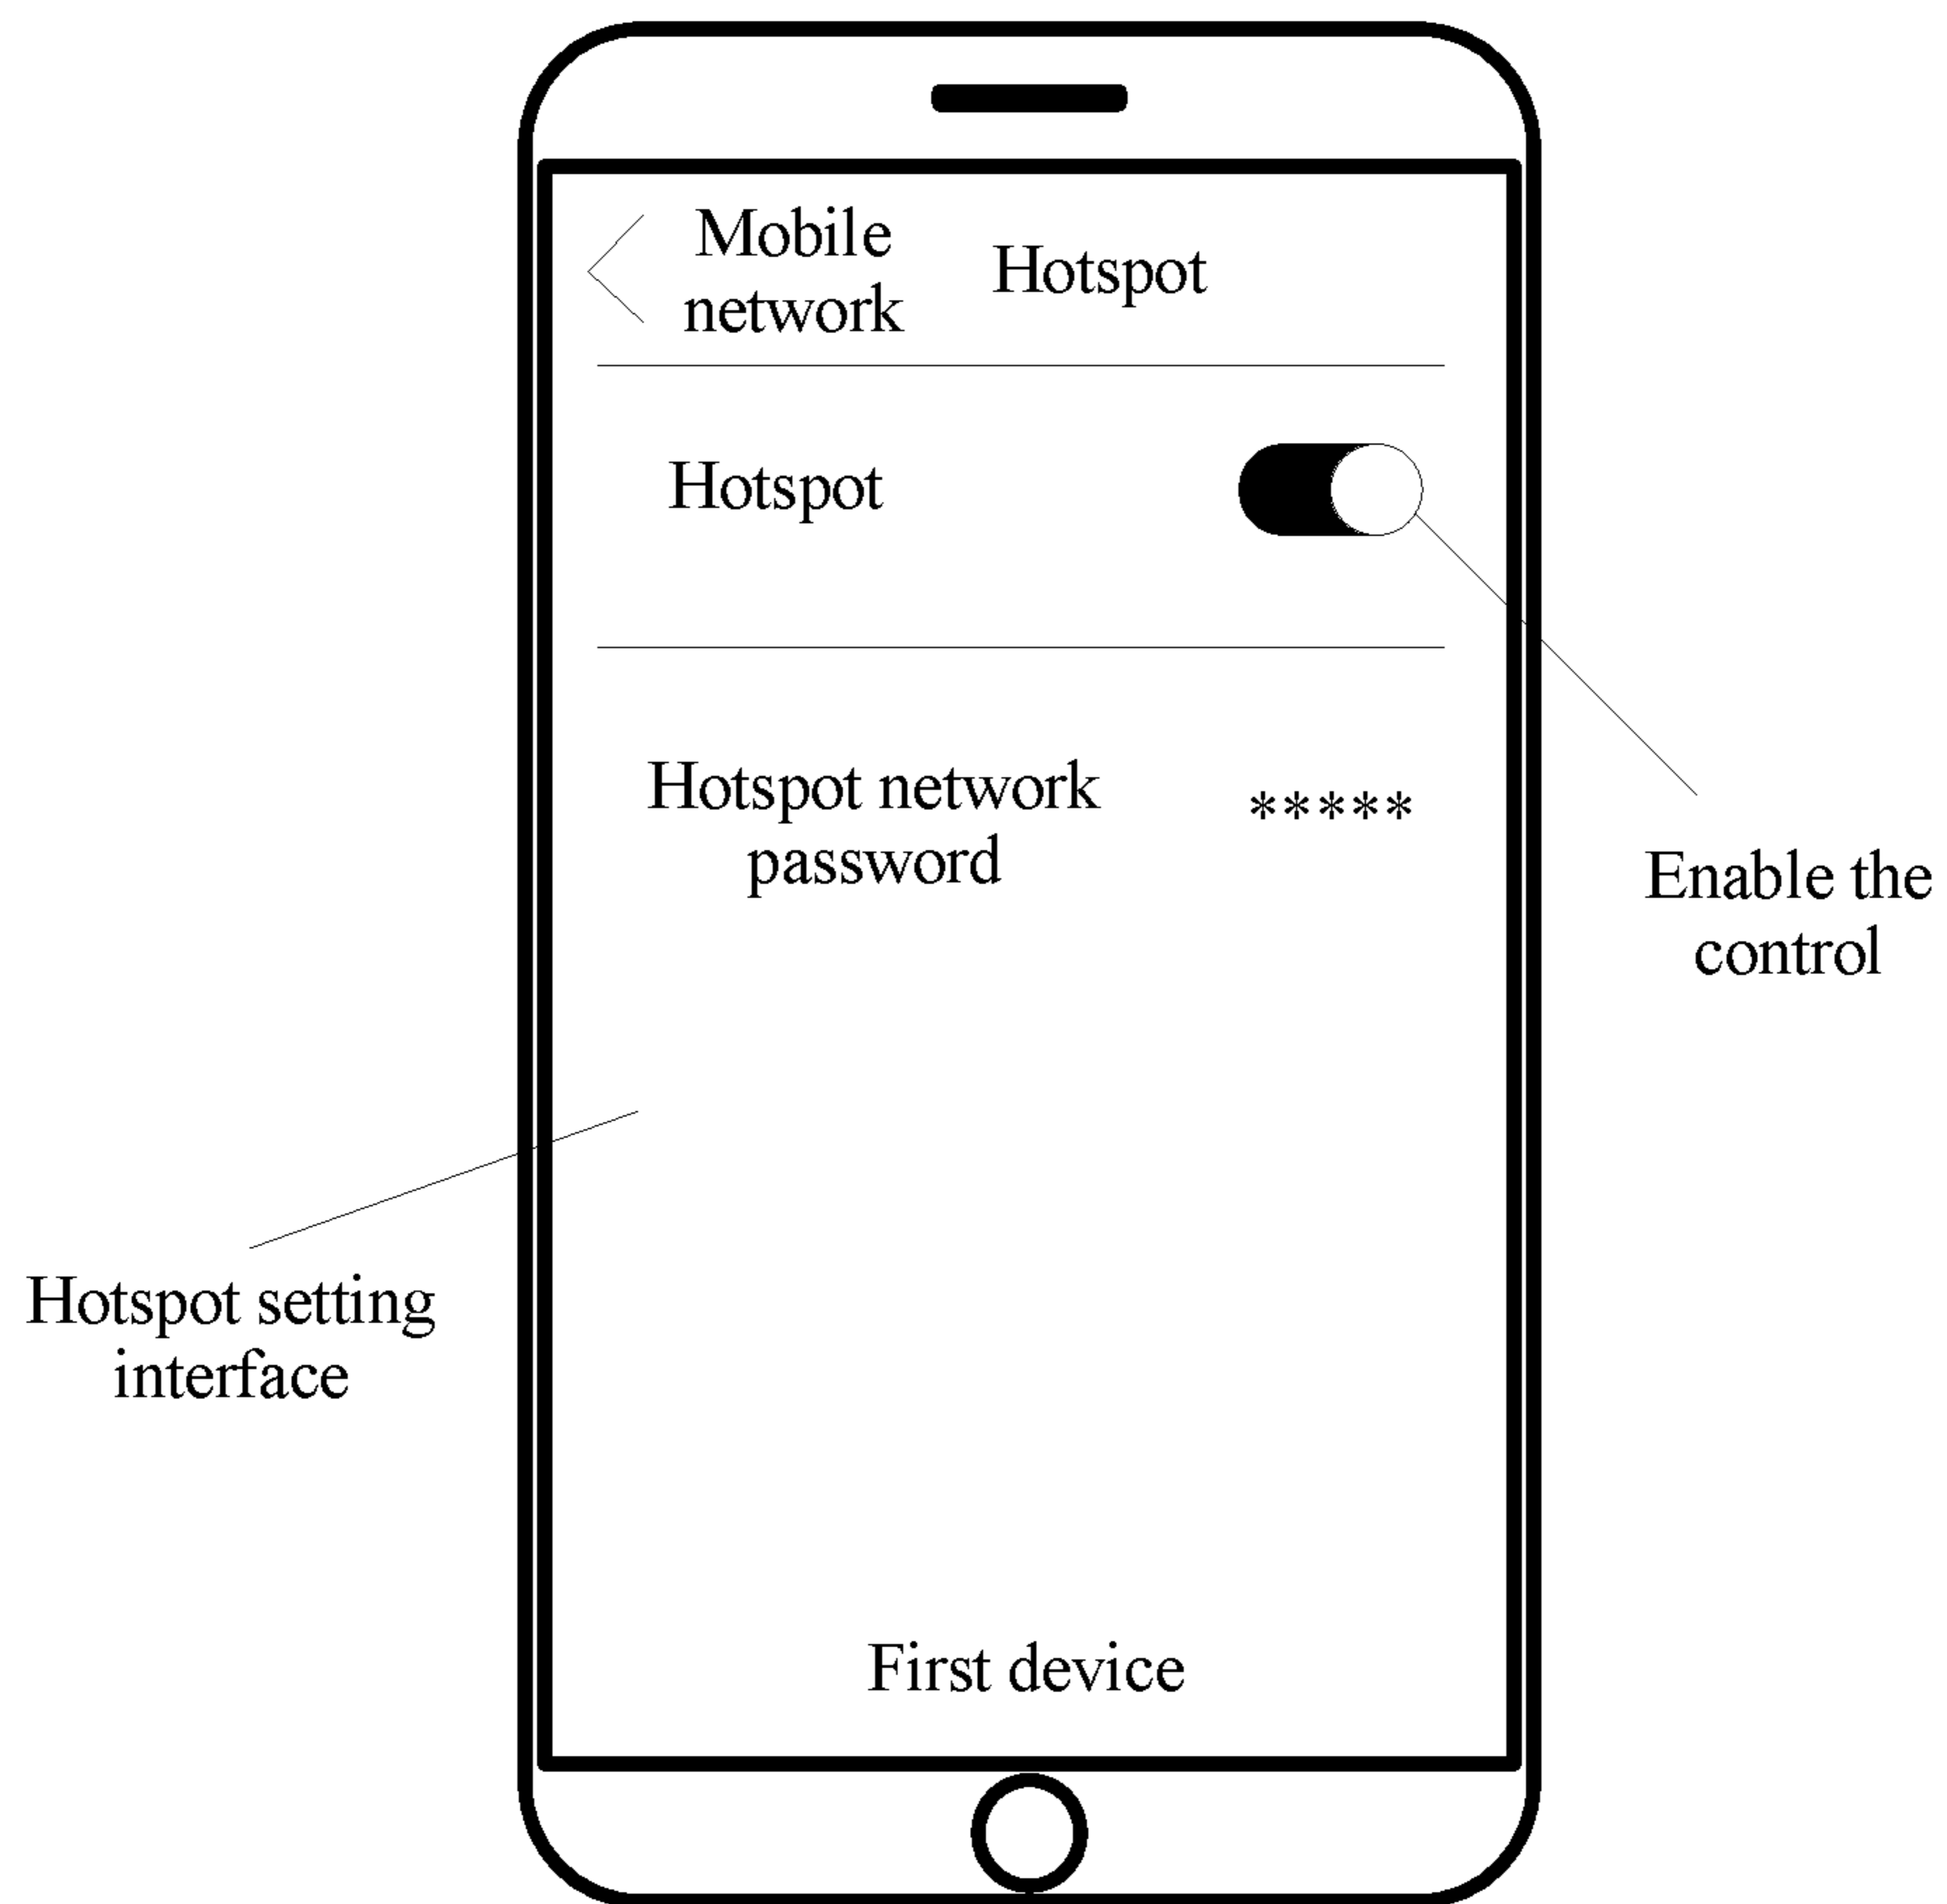 Mobile
network
Hotspot
Hotspot
Hotspot network
password
*****
Enable the
control
Hotspot setting
interface
First device